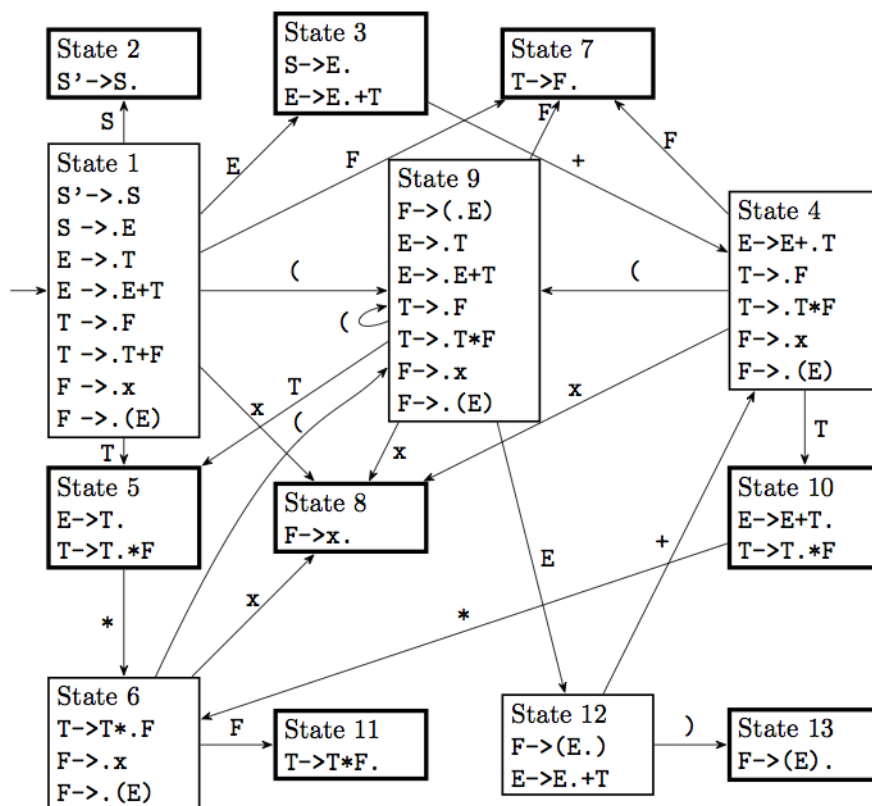 State 2
S'->S.
State 3
S->E.
E->E.+T
State 7
T->F.
S
E
F
F
F
+
State 1
S'->.S
S ->.E
E ->.T
E ->.E+T
T ->.F
T ->.T+F
F ->.x
F ->.(E)
(
State 9
F->(.E)
E->.T
E->.E+T
T->.F
T->.T*F
F->.x
F->.(E)
(
(
State 4
E->E+.T
T->.F
T->.T*F
F->.x
F->.(E)
T
x
T
(
x
x
T
State 5
E->T.
T->T.*F
State 8
F->x.
State 10
E->E+T.
T->T.*F
*
x
E
*
+
State 6
T->T*.F
F->.x
F->.(E)
F
State 11
T->T*F.
State 12
F->(E.)
E->E.+T
)
State 13
F->(E).